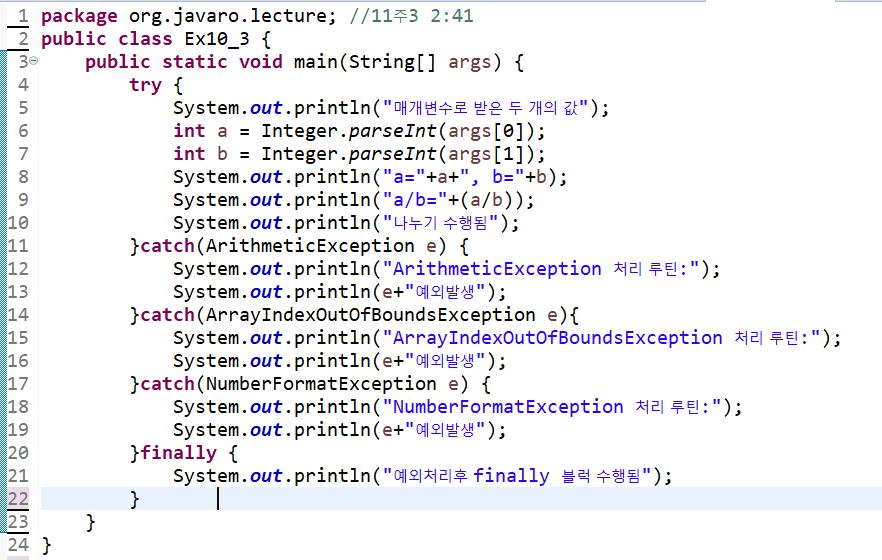 1 package org.javaro.lecture; //11주3 2:41
2 public class Ex10_3 {
3 public static void main(String[] args) {
4 try {
5 System.out.println("매개변수로 받은 두 개의 값");
6 int a = Integer.parseInt(args[0]);
7 int b = Integer.parseInt(args[1]);
8 System.out.println("a="+a+", b="+b);
9 System.out.println("a/b="+(a/b));
10 System.out.println("나누기 수행됨");
11 }catch(ArithmeticException e) {
12 System.out.println("ArithmeticException 처리 루틴:");
13 System.out.println(e+"예외발생");
14 }catch(ArrayIndexOutOfBoundsException e){
15 System.out.println("ArrayIndexOutOfBoundsException 처리 루틴:");
16 System.out.println(e+"예외발생");
17 }catch(NumberFormatException e) {
18 System.out.println("NumberFormatException 처리 루틴:");
19 System.out.println(e+"예외발생");
20 }finally {
21 System.out.println("예외처리후 finally 블럭 수행됨");
22 }
23 }
24 }